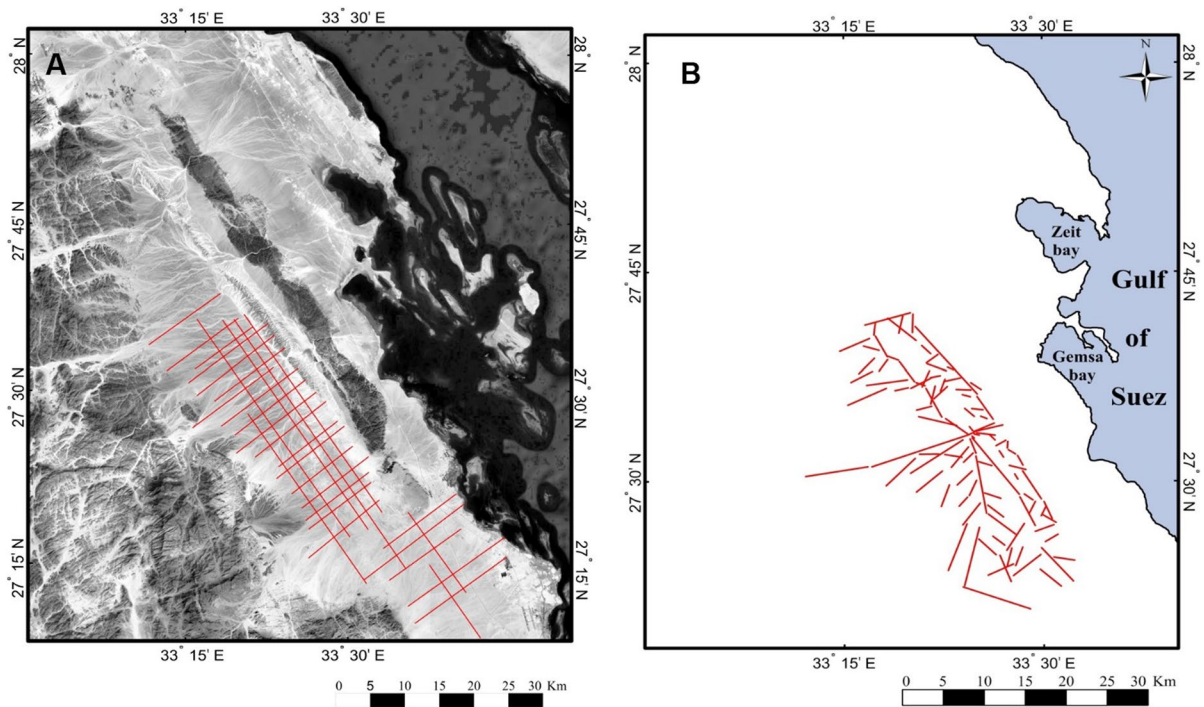 33° 15' E
33° 30' E
A
28° N
28° N
27° 45' N
27° 45' N
27° 30' N
27° 30' N
27° 15' N
27° 15' N
33° 15' E
33° 30' E
0 5 10 15 20 25 30 Km
33° 15' E
33° 30' E
B
N
28° N
28° N
Zeit
bay
27° 45' N
27° 45' N
Gulf
of
Suez
Gemsa
bay
27° 30' N
27° 30' N
33° 15' E
33° 30' E
0 5 10 15 20 25 30 Km